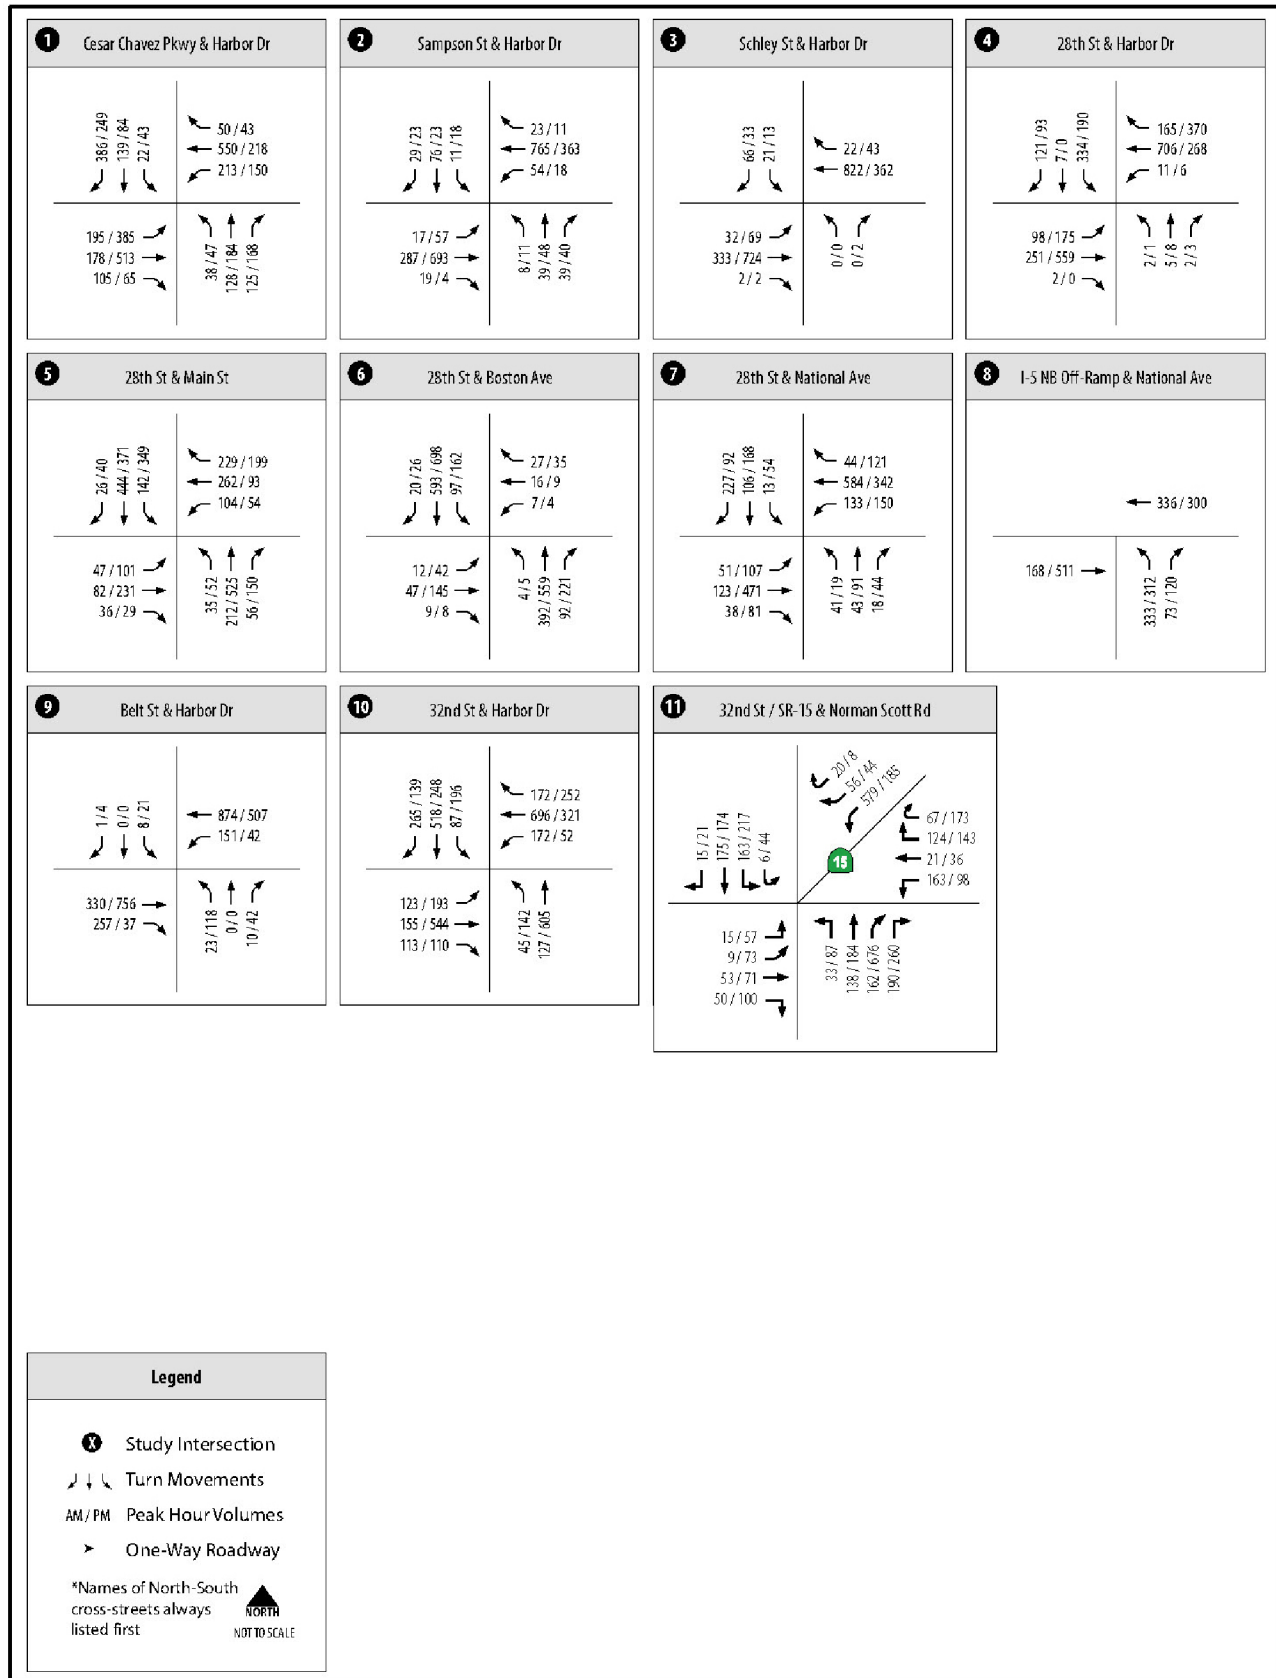 1 Cesar Chavez Pkwy & Harbor Dr
386 / 249
139 / 84
22 / 43
50 / 43
550 / 218
213 / 150
195 / 385
178 / 513
105 / 65
38 / 47
128 / 184
125 / 168
2 Sampson St & Harbor Dr
29 / 23
76 / 23
11 / 18
23 / 11
765 / 363
54 / 18
17 / 57
287 / 693
19 / 4
8 / 11
39 / 48
39 / 40
3 Schley St & Harbor Dr
66 / 33
21 / 13
22 / 43
822 / 362
32 / 69
333 / 724
2 / 2
0 / 0
0 / 2
4 28th St & Harbor Dr
121 / 93
7 / 0
334 / 190
165 / 370
706 / 268
11 / 6
98 / 175
251 / 559
2 / 0
2 / 1
5 / 8
2 / 3
5 28th St & Main St
26 / 40
444 / 371
142 / 349
229 / 199
262 / 93
104 / 54
47 / 101
82 / 231
36 / 29
35 / 52
212 / 525
56 / 150
6 28th St & Boston Ave
20 / 26
593 / 698
97 / 162
27 / 35
16 / 9
7 / 4
12 / 42
47 / 145
9 / 8
4 / 5
392 / 559
92 / 221
7 28th St & National Ave
227 / 92
106 / 168
13 / 54
44 / 121
584 / 342
133 / 150
51 / 107
123 / 471
38 / 81
41 / 19
43 / 91
18 / 44
8 I-5 NB Off-Ramp & National Ave
336 / 300
168 / 511
333 / 312
73 / 120
9 Belt St & Harbor Dr
1 / 4
0 / 0
8 / 21
874 / 507
151 / 42
330 / 756
257 / 37
23 / 118
0 / 0
10 / 42
10 32nd St & Harbor Dr
265 / 139
518 / 248
87 / 196
172 / 252
696 / 321
172 / 52
123 / 193
155 / 544
113 / 110
45 / 142
127 / 605
11 32nd St / SR-15 & Norman Scott Rd
15 / 21
175 / 174
163 / 217
6 / 44
20 / 8
56 / 44
579 / 185
15
67 / 173
124 / 143
21 / 36
163 / 98
15 / 57
9 / 73
53 / 71
50 / 100
33 / 87
138 / 184
162 / 676
190 / 260
Legend
X Study Intersection
Turn Movements
AM / PM Peak Hour Volumes
One-Way Roadway
*Names of North-South
cross-streets always
listed first
NORTH
NOT TO SCALE